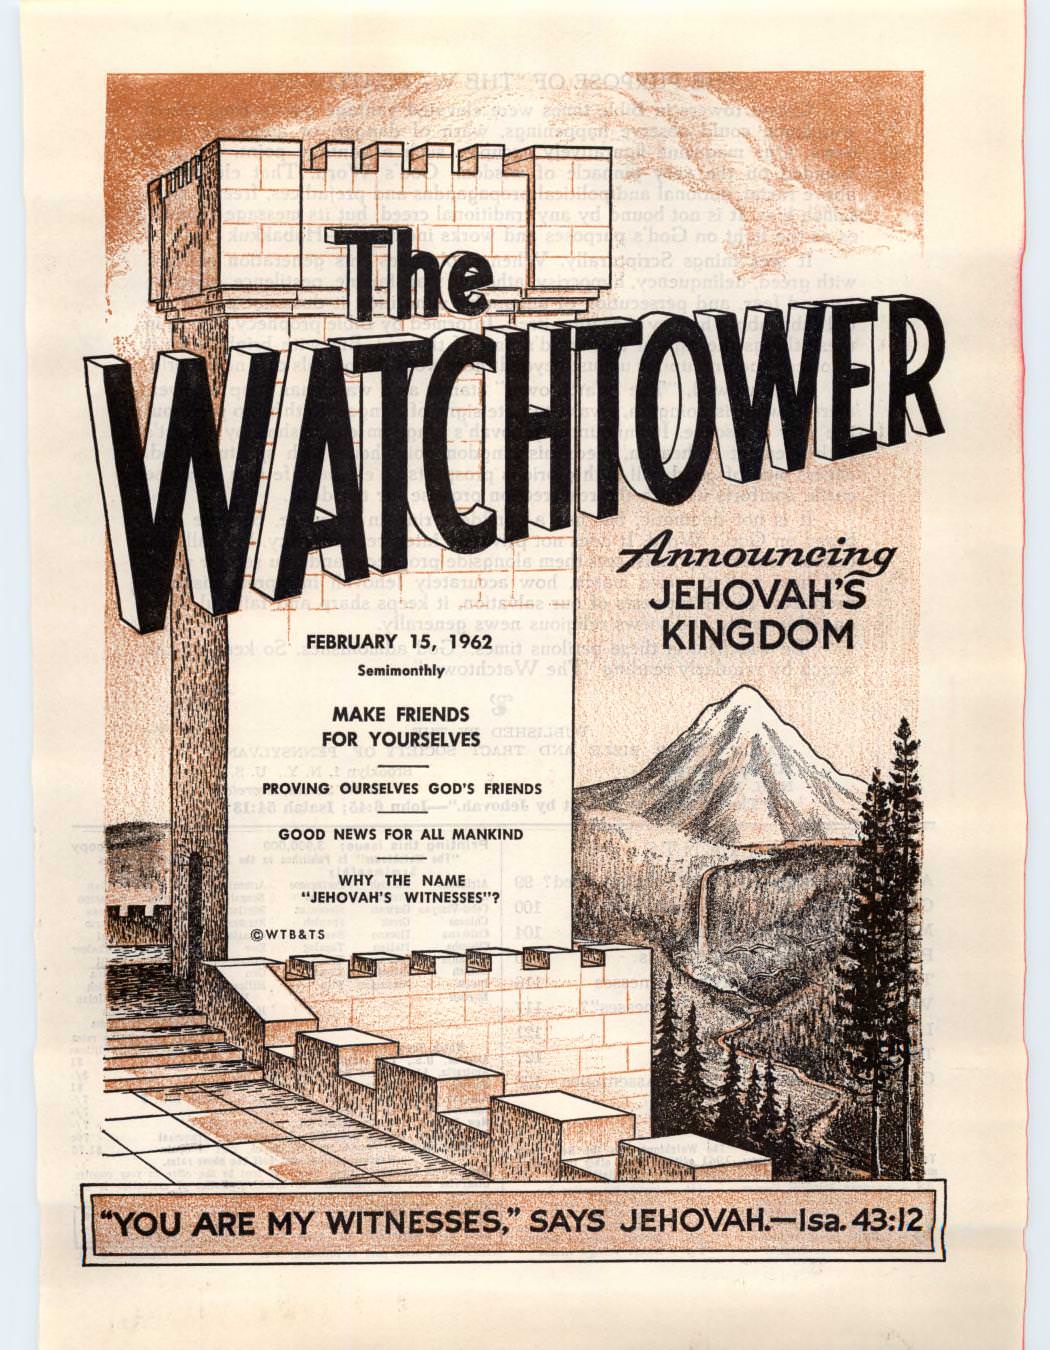 The
WATCHTOWER
Announcing
JEHOVAH'S
KINGDOM
FEBRUARY 15, 1962
Semimonthly
MAKE FRIENDS
FOR YOURSELVES
PROVING OURSELVES GOD'S FRIENDS
GOOD NEWS FOR ALL MANKIND
WHY THE NAME
"JEHOVAH'S WITNESSES"?
©WTB&TS
"YOU ARE MY WITNESSES," SAYS JEHOVAH.—Isa. 43:12